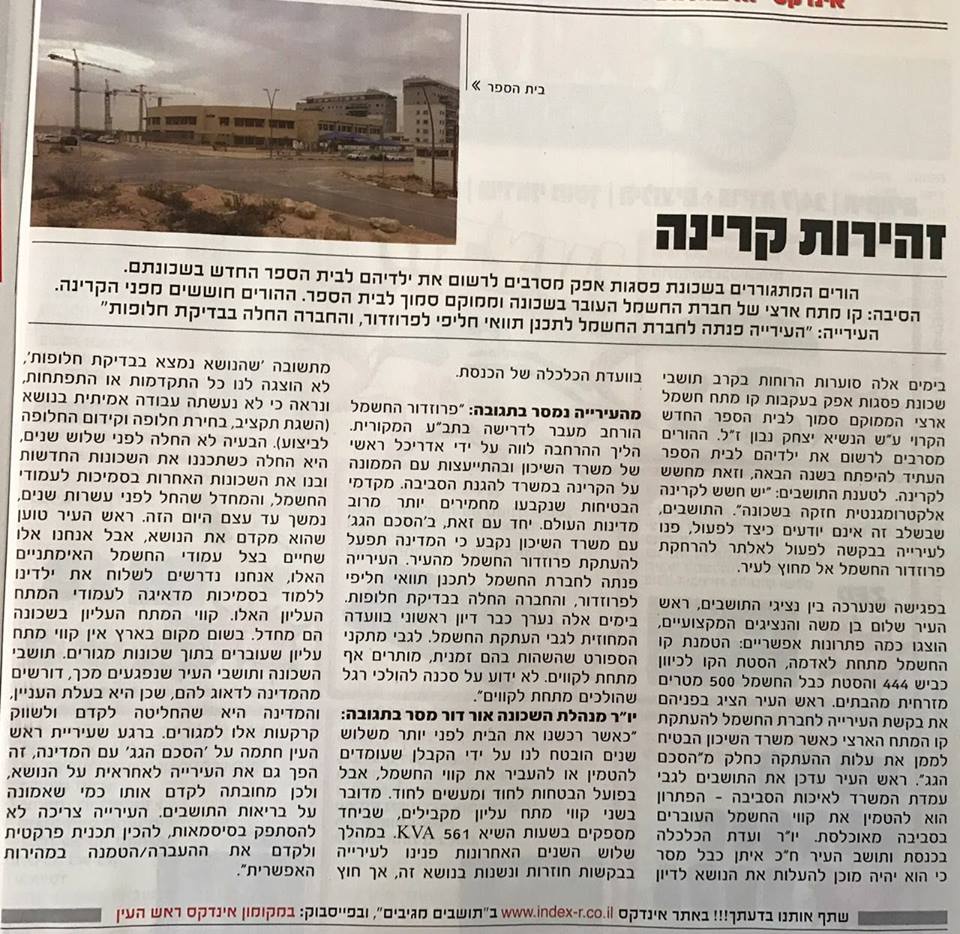 בית הספר »
זהירות קרינה
הורים המתגוררים בשכונת פסגות אפק מסרבים לרשום את ילדיהם לבית הספר החדש בשכונתם.
הסיבה: קו מתח ארצי של חברת החשמל העובר בשכונה וממוקם סמוך לבית הספר. ההורים חוששים מפני הקרינה.
העירייה: "העירייה פנתה לחברת החשמל לתכנן תוואי חליפי לפרוזדור, והחברה החלה בבדיקת חלופות"
בימים אלה סוערות הרוחות בקרב תושבי
שכונת פסגות אפק בעקבות קו מתח חשמל
ארצי הממוקם סמוך לבית הספר החדש
הקרוי ע"ש הנשיא יצחק נבון ז"ל. ההורים
מסרבים לרשום את ילדיהם לבית הספר
העתיד להיפתח בשנה הבאה, וזאת מחשש
לקרינה. לטענת התושבים: "יש חשש לקרינה
אלקטרומגנטית חזקה בשכונה". התושבים,
שבשלב זה אינם יודעים כיצד לפעול, פנו
לעירייה בבקשה לפעול לאלתר להרחקת
פרוזדור החשמל אל מחוץ לעיר.
בפגישה שנערכה בין נציגי התושבים, ראש
העיר שלום בן משה והנציגים המקצועיים,
הוצגו כמה פתרונות אפשריים: הטמנת קו
החשמל מתחת לאדמה, הסטת הקו לכיוון
כביש 444 והסטת כבל החשמל 500 מטרים
מזרחית מהבתים. ראש העיר הציג בפניהם
את בקשת העירייה לחברת החשמל להעתקת
קו המתח הארצי כאשר משרד השיכון הבטיח
לממן את עלות ההעתקה כחלק מ"הסכם
הגג". ראש העיר עדכן את התושבים לגבי
עמדת המשרד לאיכות הסביבה - הפתרון
הוא להטמין את קווי החשמל העוברים
בסביבה מאוכלסת. יו"ר ועדת הכלכלה
בכנסת ותושב העיר ח"כ איתן כבל מסר
כי הוא יהיה מוכן להעלות את הנושא לדיון
בוועדת הכלכלה של הכנסת.
מהעירייה נמסר בתגובה: "פרוזדור החשמל
הורחב מעבר לדרישה בתב"ע המקורית.
הליך ההרחבה לווה על ידי אדריכל ראשי
של משרד השיכון ובהתייעצות עם הממונה
על הקרינה במשרד להגנת הסביבה. מקדמי
הבטיחות שנקבעו מחמירים יותר מרוב
מדינות העולם. יחד עם זאת, ב'הסכם הגג'
עם משרד השיכון נקבע כי המדינה תפעל
להעתקת פרוזדור החשמל מהעיר. העירייה
פנתה לחברת החשמל לתכנן תוואי חליפי
לפרוזדור, והחברה החלה בבדיקת חלופות.
בימים אלה נערך כבר דיון ראשוני בוועדה
המחוזית לגבי העתקת החשמל. לגבי מתקני
הספורט שהשהות בהם זמנית, מותרים אף
מתחת לקווים. לא ידוע על סכנה להולכי רגל
שהולכים מתחת לקווים".
יו"ר מנהלת השכונה אור דור מסר בתגובה:
"כאשר רכשנו את הבית לפני יותר משלוש
שנים הובטח לנו על ידי הקבלן שעומדים
להטמין או להעביר את קווי החשמל, אבל
בפועל הבטחות לחוד ומעשים לחוד. מדובר
בשני קווי מתח עליון מקבילים, שביחד
מספקים בשעות השיא 561 KVA. במהלך
שלוש השנים האחרונות פנינו לעירייה
בבקשות חוזרות ונשנות בנושא זה, אך חוץ
מתשובה 'שהנושא נמצא בבדיקת חלופות',
לא הוצגה לנו כל התקדמות או התפתחות,
ונראה כי לא נעשתה עבודה אמיתית בנושא
(השגת תקציב, בחירת חלופה וקידום החלופה
לביצוע). הבעיה לא החלה לפני שלוש שנים,
היא החלה כשתכננו את השכונות החדשות
ובנו את השכונות האחרות בסמיכות לעמודי
החשמל, והמחדל שהחל לפני עשרות שנים,
נמשך עד עצם היום הזה. ראש העיר טוען
שהוא מקדם את הנושא, אבל אנחנו אלו
שחיים בצל עמודי החשמל האימתניים
האלו, אנחנו נדרשים לשלוח את ילדינו
ללמוד בסמיכות מדאיגה לעמודי המתח
העליון האלו. קווי המתח העליון בשכונה
הם מחדל. בשום מקום בארץ אין קווי מתח
עליון שעוברים בתוך שכונות מגורים. תושבי
השכונה ותושבי העיר שנפגעים מכך, דורשים
מהמדינה לדאוג להם, שכן היא בעלת העניין,
והמדינה היא שהחליטה לקדם ולשווק
קרקעות אלו למגורים. ברגע שעיריית ראש
העין חתמה על 'הסכם הגג' עם המדינה, זה
הפך גם את העירייה לאחראית על הנושא,
ולכן מחובתה לקדם אותו כמי שאמונה
על בריאות התושבים. העירייה צריכה לא
להסתפק בסיסמאות, להכין תכנית פרקטית
ולקדם את ההעברה/הטמנה במהירות
האפשרית".
שתף אותנו בדעתך!!! באתר אינדקס www.index-r.co.il ב"תושבים מגיבים", ובפייסבוק: במקומון אינדקס ראש העין